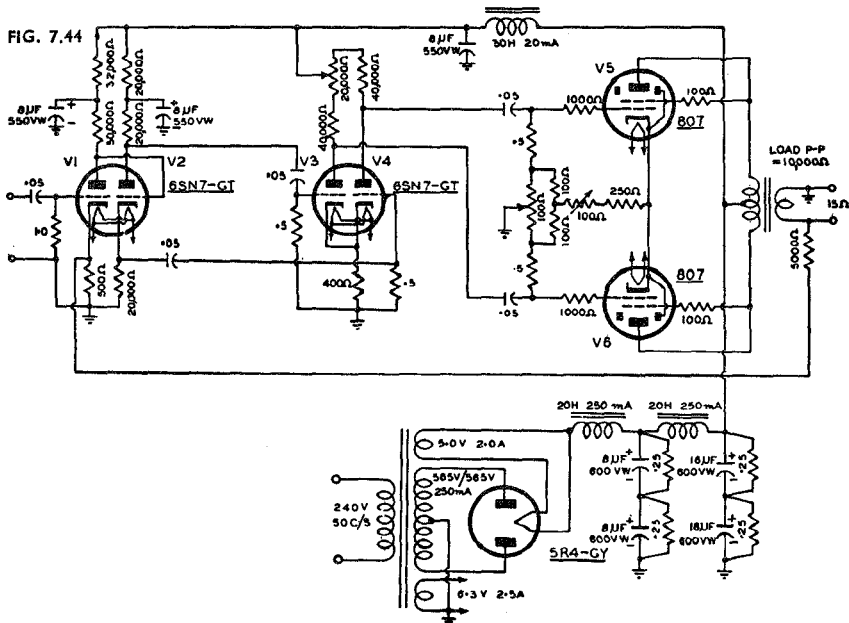 FIG. 7.44
8μF
550VW
30H 20mA
32,000Ω
20,000Ω
20,000Ω
40,000Ω
8μF
550VW
+
-
50,000Ω
20,000Ω
+
8μF
550VW
-
40,000Ω
V1
V2
V3
V4
V5
·05
1000Ω
100Ω
807
6SN7-GT
·05
6SN7-GT
·5
LOAD P-P
=10,000Ω
·05
1·0
·5
100Ω
100Ω
100Ω
100Ω
250Ω
15Ω
·05
500Ω
20,000Ω
400Ω
·5
·5
807
5000Ω
·05
1000Ω
100Ω
V6
20H 250mA
20H 250mA
5·0V 2·0A
565V/565V
250mA
240V
50C/S
8μF
600VW
+
-
·25
16μF
600VW
+
-
·25
8μF
600VW
+
-
·25
16μF
600VW
+
-
·25
5R4-GY
6·3V 2·5A